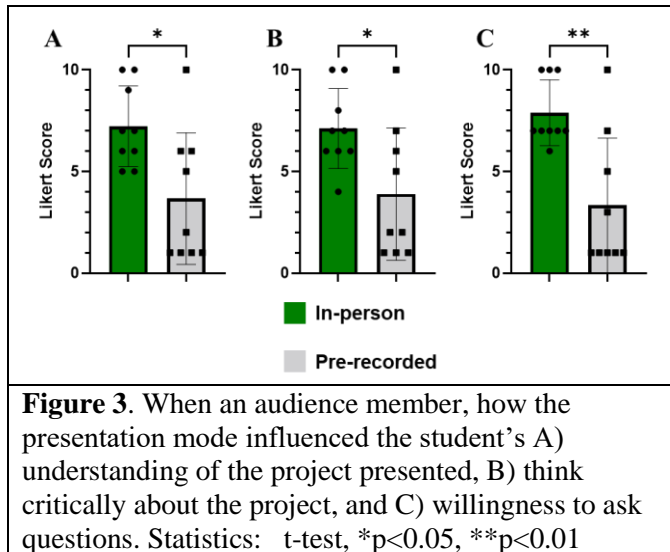 A
*
B
*
C
**
10
5
0
Likert Score
10
5
0
Likert Score
10
5
0
Likert Score
In-person
Pre-recorded
Figure 3. When an audience member, how the
presentation mode influenced the student's A)
understanding of the project presented, B) think
critically about the project, and C) willingness to ask
questions. Statistics: t-test, *p<0.05, **p<0.01